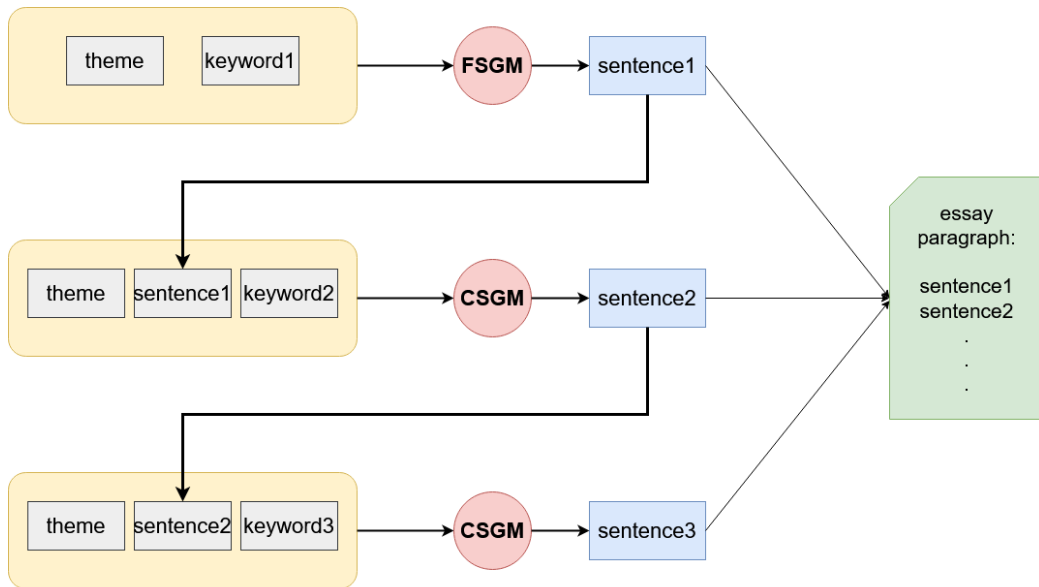 theme
keyword1
FSGM
sentence1
essay
paragraph:
sentence1
sentence2
.
.
.
theme
sentence1
keyword2
CSGM
sentence2
theme
sentence2
keyword3
CSGM
sentence3